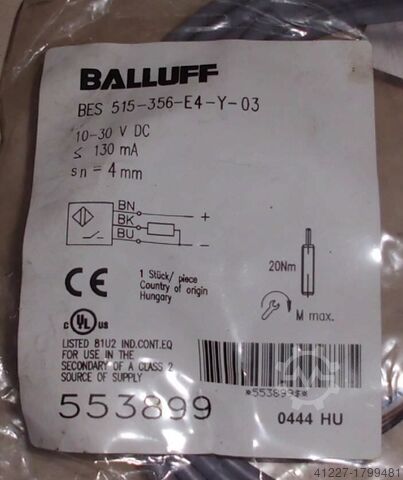 BALLUFF
BES 515-356-E4-Y-03
10-30 V DC
≤ 130 mA
sn = 4 mm
BN
+
BK
BU
−
CE
1 Stück/ piece
Country of origin
Hungary
20Nm
M max.
C UL US
LISTED 81U2 IND.CONT.EQ
FOR USE IN THE
SECONDARY OF A CLASS 2
SOURCE OF SUPPLY
*553899$*
553899
0444 HU
41227-1799481